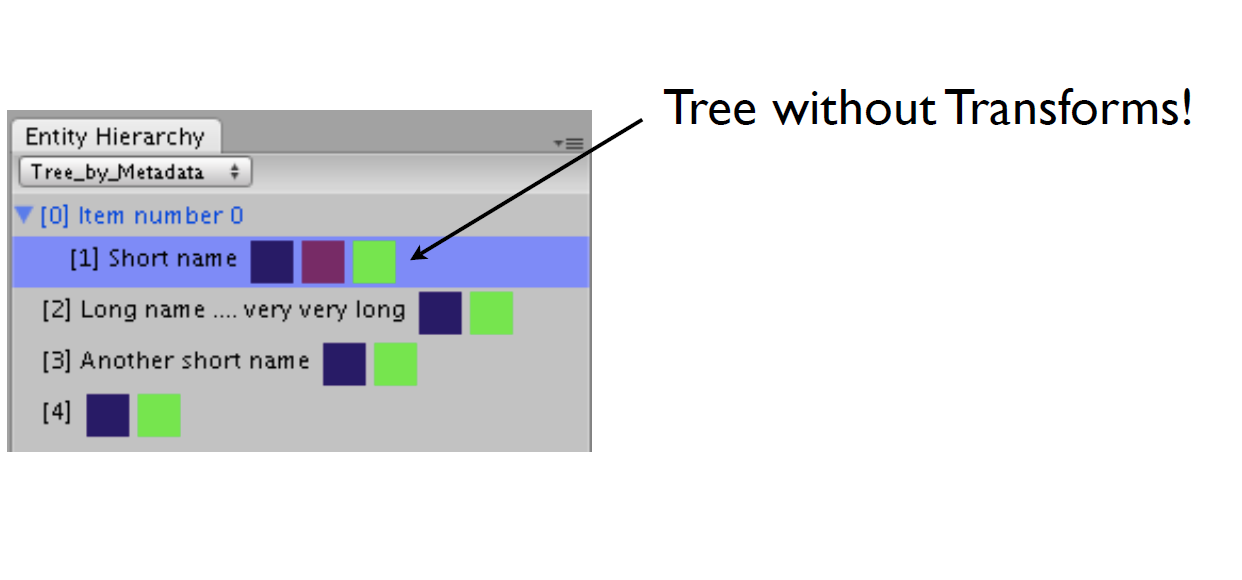 Tree without Transforms!
Entity Hierarchy
Tree_by_Metadata
[0] Item number 0
[1] Short name
[2] Long name .... very very long
[3] Another short name
[4]